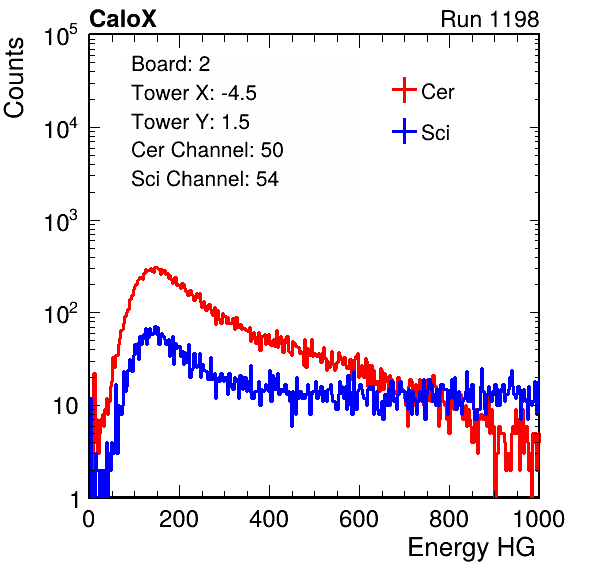 CaloX Run 1198
Counts
10^5
10^4
10^3
10^2
10
1
Board: 2
Tower X: -4.5
Tower Y: 1.5
Cer Channel: 50
Sci Channel: 54
Cer
Sci
0 200 400 600 800 1000
Energy HG